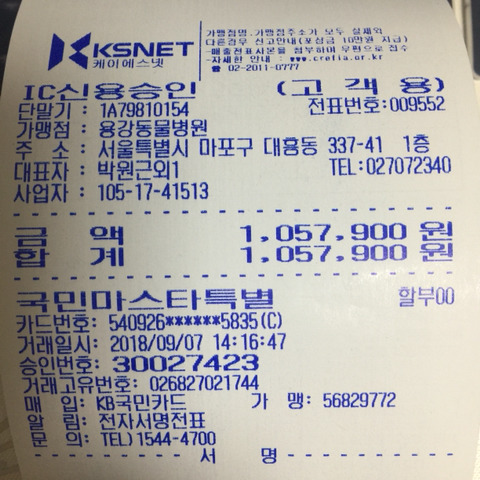 KSNET
케이에스넷
가맹점명.가맹점주소가 모두 실제와
다른경우 신고안내(포상금 10만원 지급)
-매출전표사본을 첨부하여 우편으로 접수
-자세한 안내 : www.crefia.or.kr
☎ 02-2011-0777
IC신용승인 (고 객 용)
단말기 : 1A79810154 전표번호:009552
가맹점 : 용강동물병원
주 소 : 서울특별시 마포구 대흥동 337-41 1층
대표자 : 박원근외1 TEL:027072340
사업자 : 105-17-41513
금 액 1,057,900 원
합 계 1,057,900 원
국민마스타특별 할부00
카드번호: 540926******5835(C)
거래일시: 2018/09/07 14:16:47
승인번호: 30027423
거래고유번호: 026827021744
매 입: KB국민카드 가 맹: 56829772
알 림: 전자서명전표
문 의: TEL)1544-4700
서 명